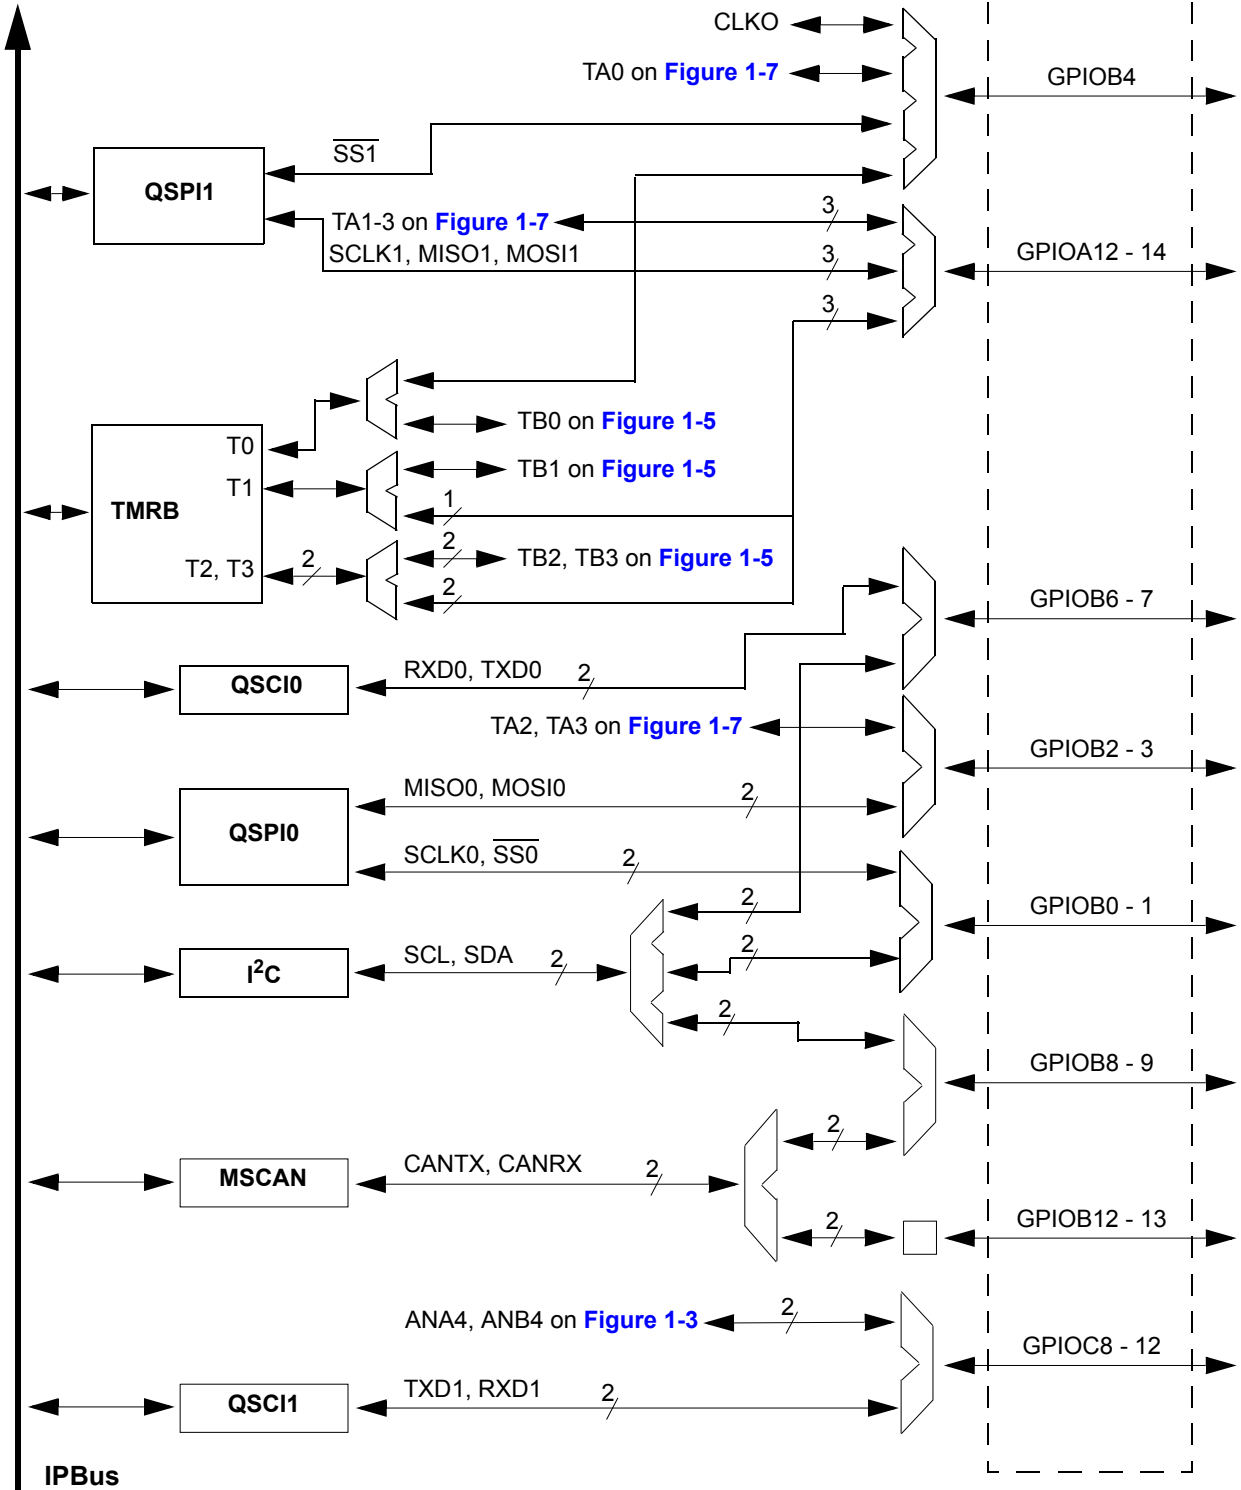 CLKO
TA0 on Figure 1-7
GPIOB4
SS1
QSPI1
TA1-3 on Figure 1-7
3
SCLK1, MISO1, MOSI1
3
GPIOA12 - 14
3
TB0 on Figure 1-5
T0
TB1 on Figure 1-5
T1
TMRB
1
T2, T3
2
2
TB2, TB3 on Figure 1-5
2
GPIOB6 - 7
QSCI0
RXD0, TXD0
2
TA2, TA3 on Figure 1-7
GPIOB2 - 3
MISO0, MOSI0
2
QSPI0
SCLK0, SS0
2
2
GPIOB0 - 1
I2C
SCL, SDA
2
2
2
GPIOB8 - 9
2
MSCAN
CANTX, CANRX
2
2
GPIOB12 - 13
ANA4, ANB4 on Figure 1-3
2
GPIOC8 - 12
QSCI1
TXD1, RXD1
2
IPBus